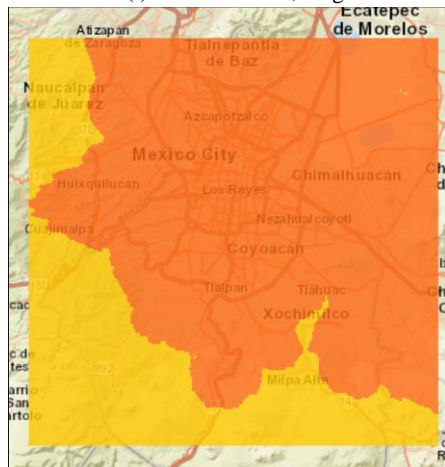 Ecatepec
de Morelos
Atizapán
de Zaragoza
Tlalnepantla
de Baz
Naucalpan
de Juárez
Azcapotzalco
Mexico City
Chimalhuacán
Huixquilucan
Los Reyes
Nezahualcoyotl
Cuajimalpa
Coyoacán
Tlalpan
Tláhuac
Xochimilco
Milpa Alta